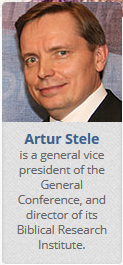 Artur Stele
is a general vice
president of the
General
Conference, and
director of its
Biblical Research
Institute.